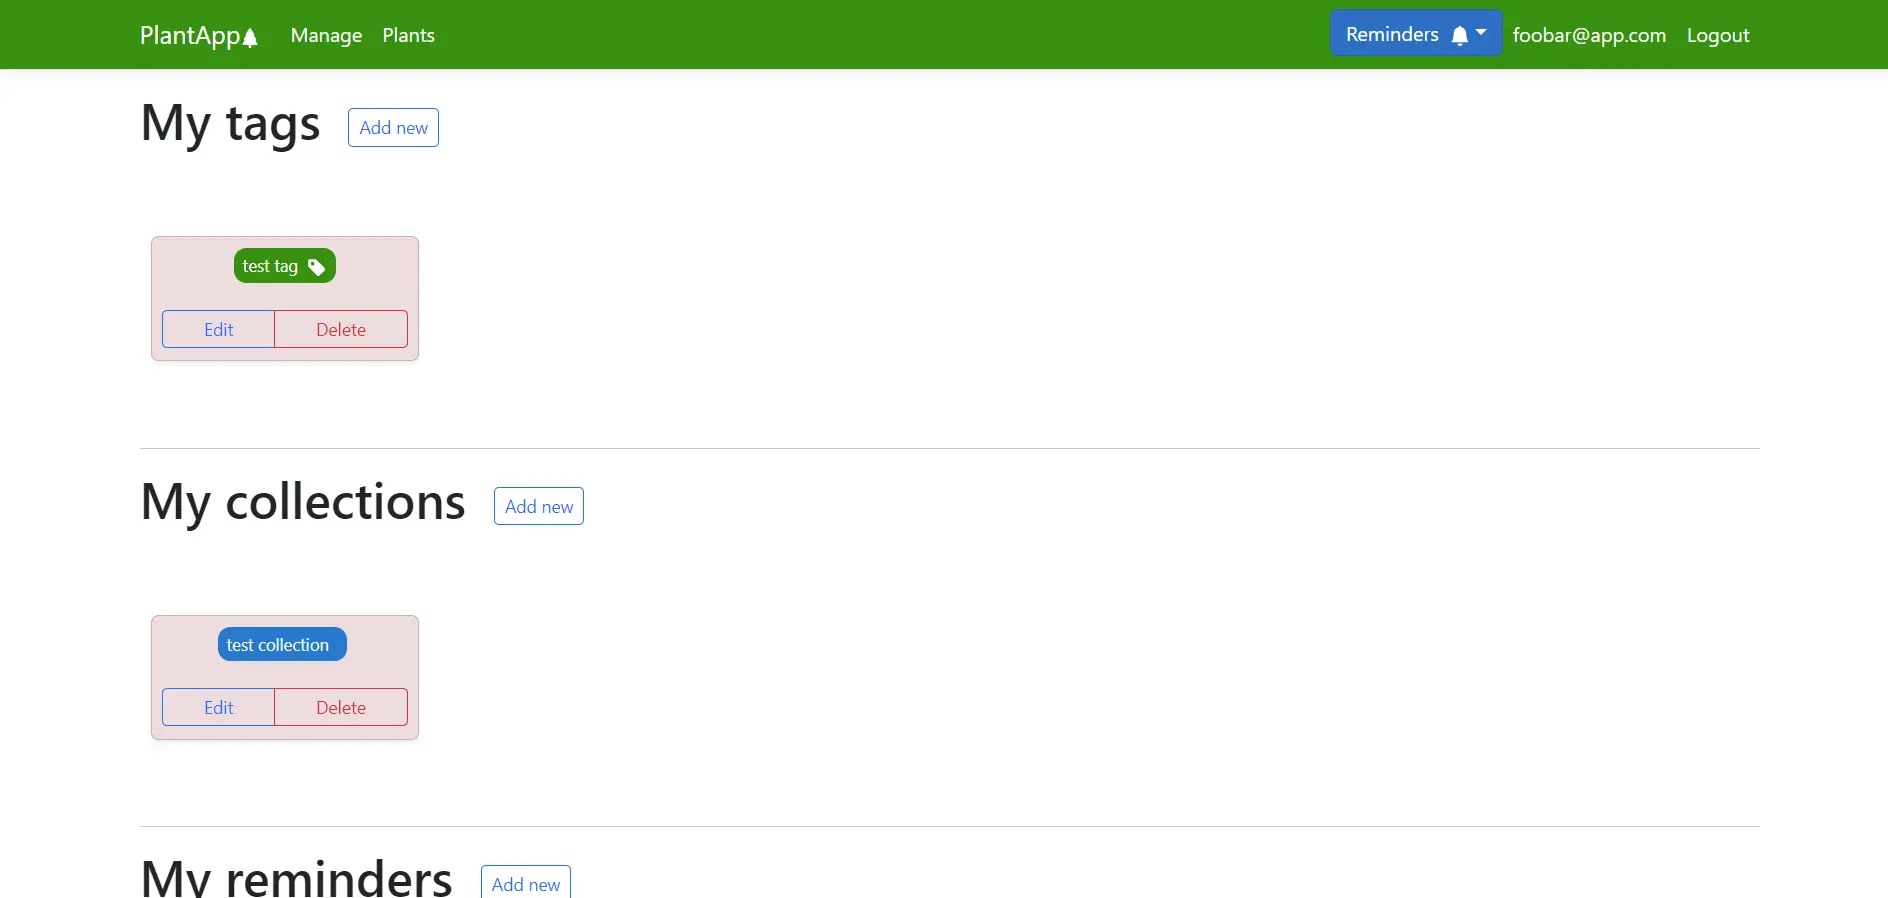 PlantApp Manage Plants Reminders foobar@app.com Logout
My tags Add new
test tag
Edit Delete
My collections Add new
test collection
Edit Delete
My reminders Add new